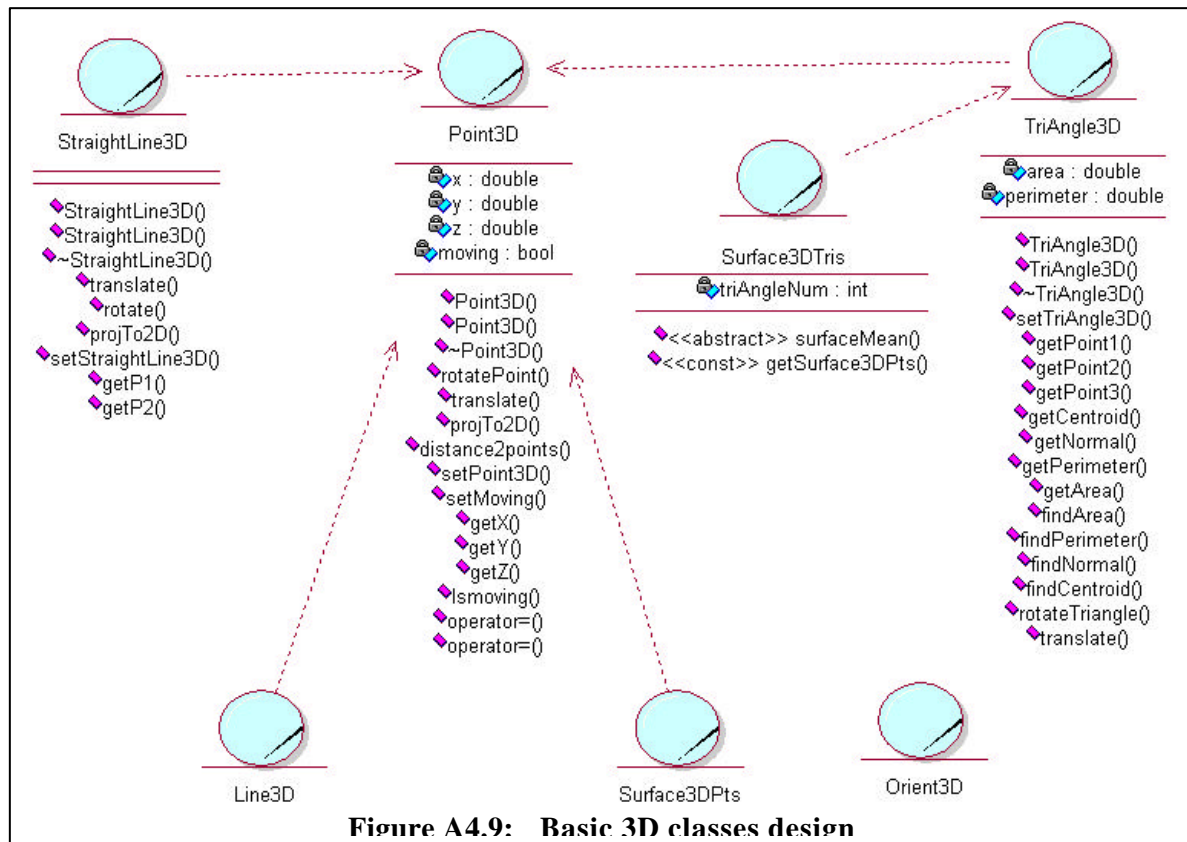 StraightLine3D
StraightLine3D()
StraightLine3D()
~StraightLine3D()
translate()
rotate()
projTo2D()
setStraightLine3D()
getP1()
getP2()
Point3D
x : double
y : double
z : double
moving : bool
Point3D()
Point3D()
~Point3D()
rotatePoint()
translate()
projTo2D()
distance2points()
setPoint3D()
setMoving()
getX()
getY()
getZ()
Ismoving()
operator=()
operator=()
Surface3DTris
triAngleNum : int
<<abstract>> surfaceMean()
<<const>> getSurface3DPts()
TriAngle3D
area : double
perimeter : double
TriAngle3D()
TriAngle3D()
~TriAngle3D()
setTriAngle3D()
getPoint1()
getPoint2()
getPoint3()
getCentroid()
getNormal()
getPerimeter()
getArea()
findArea()
findPerimeter()
findNormal()
findCentroid()
rotateTriangle()
translate()
Line3D
Surface3DPts
Orient3D
Figure A4.9: Basic 3D classes design